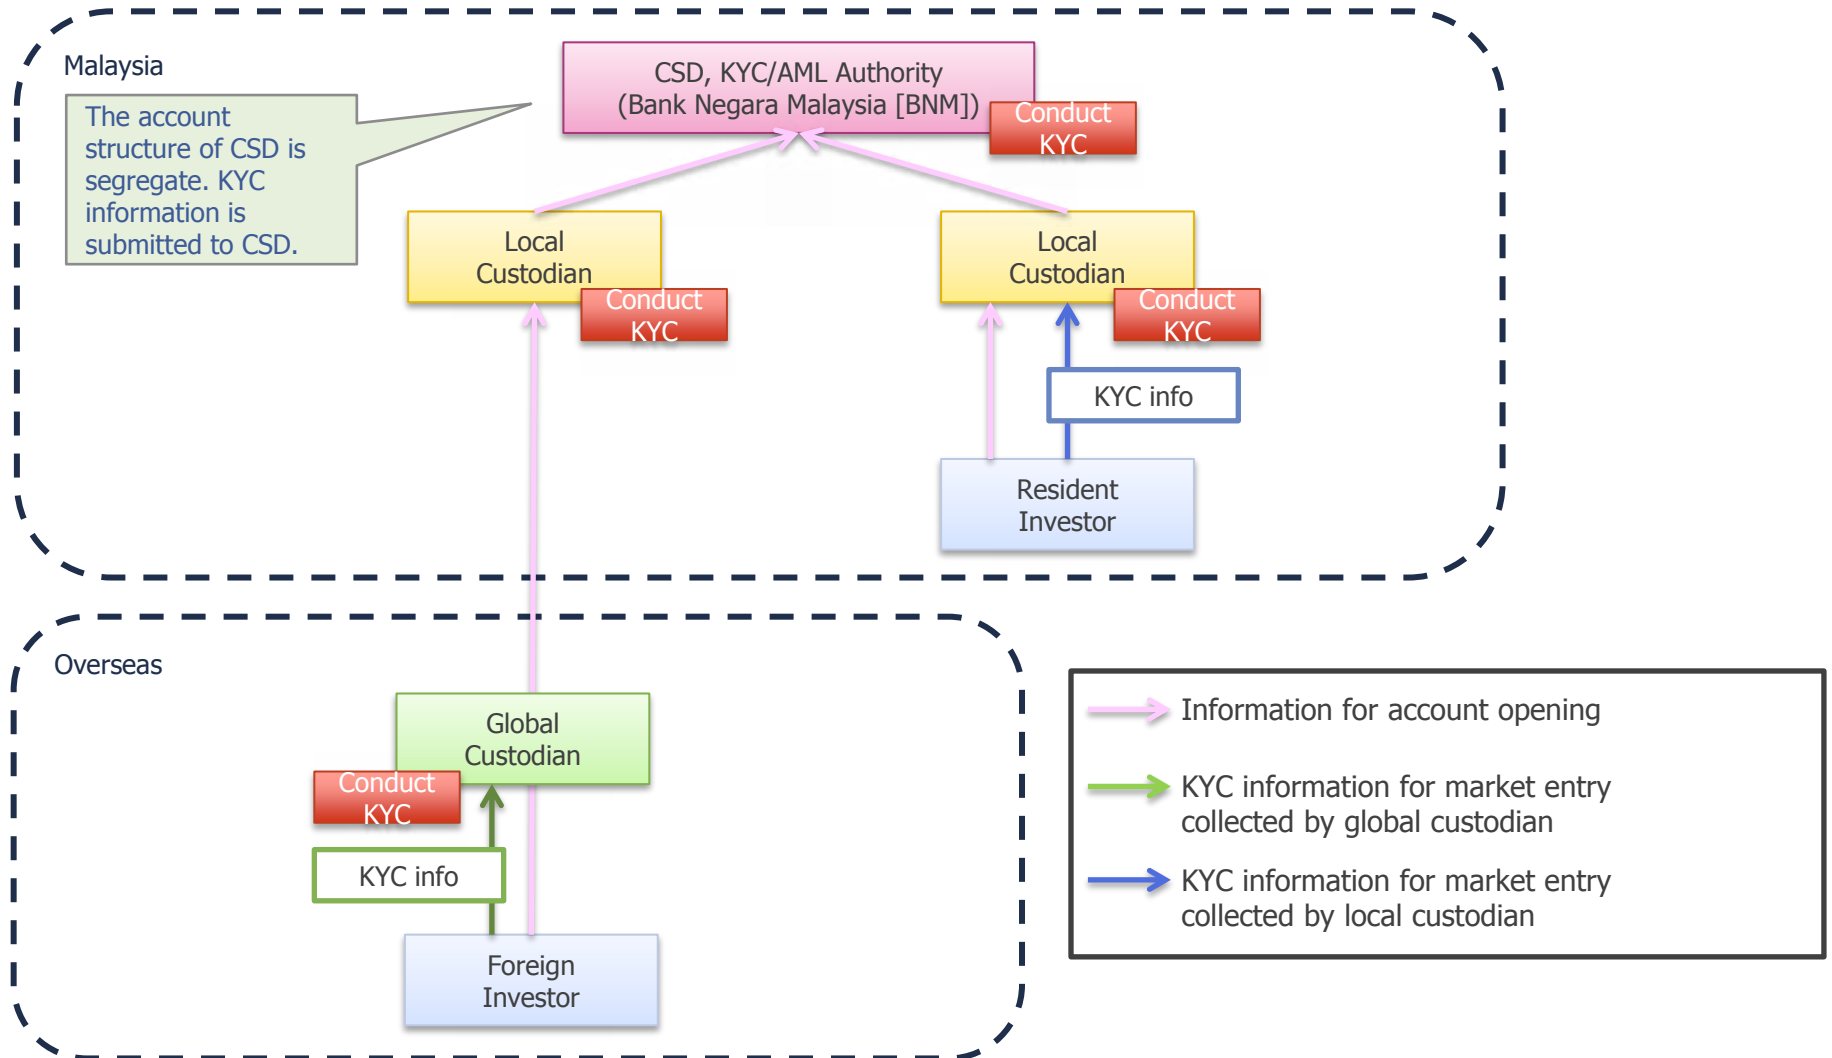 Malaysia
CSD, KYC/AML Authority
(Bank Negara Malaysia [BNM])
Conduct
KYC
The account
structure of CSD is
segregate. KYC
information is
submitted to CSD.
Local
Custodian
Conduct
KYC
Local
Custodian
Conduct
KYC
KYC info
Resident
Investor
Overseas
Global
Custodian
Conduct
KYC
KYC info
Foreign
Investor
Information for account opening
KYC information for market entry
collected by global custodian
KYC information for market entry
collected by local custodian